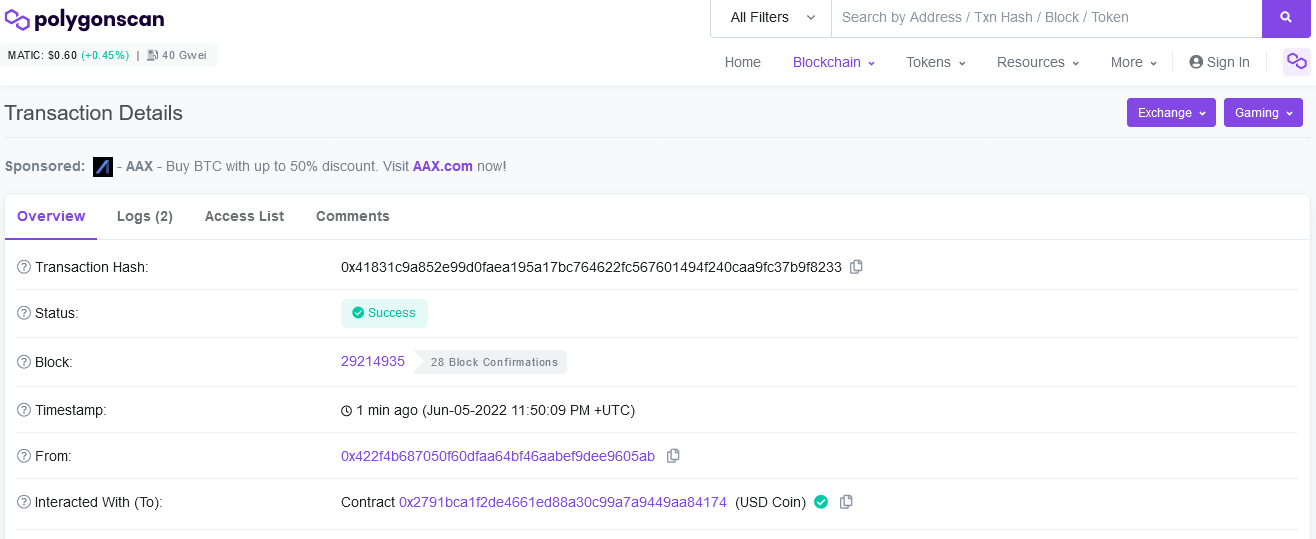 polygonscan
All Filters
Search by Address / Txn Hash / Block / Token
MATIC: $0.60 (+0.45%) | 40 Gwei
Home Blockchain Tokens Resources More Sign In
Transaction Details
Exchange Gaming
Sponsored: - AAX - Buy BTC with up to 50% discount. Visit AAX.com now!
Overview Logs (2) Access List Comments
Transaction Hash: 0x41831c9a852e99d0faea195a17bc764622fc567601494f240caa9fc37b9f8233
Status: Success
Block: 29214935 28 Block Confirmations
Timestamp: 1 min ago (Jun-05-2022 11:50:09 PM +UTC)
From: 0x422f4b687050f60dfaa64bf46aabef9dee9605ab
Interacted With (To): Contract 0x2791bca1f2de4661ed88a30c99a7a9449aa84174 (USD Coin)